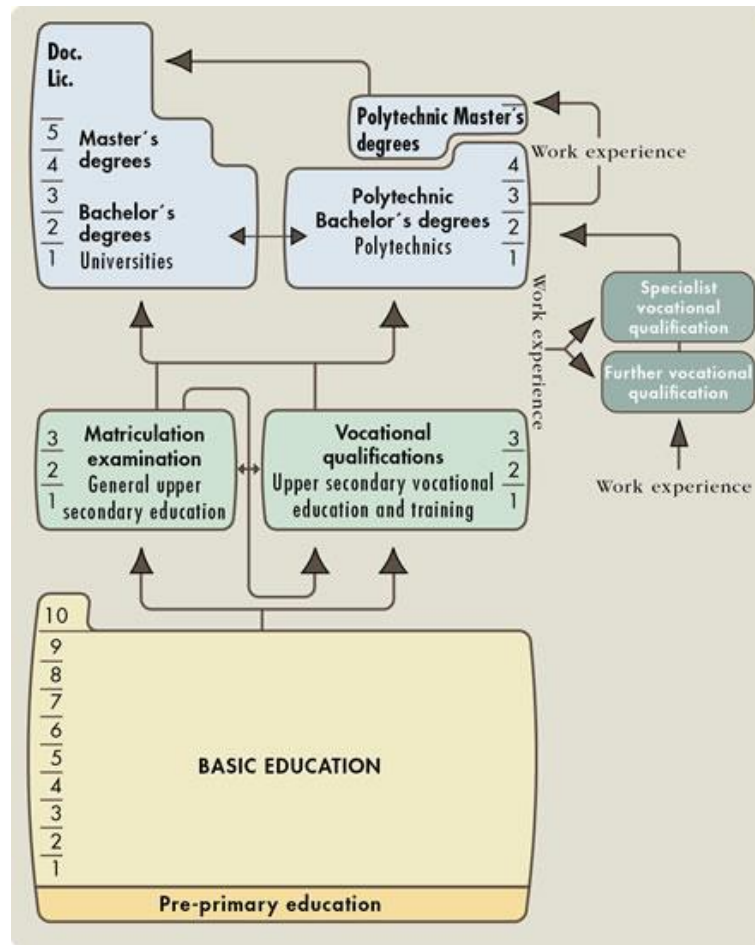 Doc.
Lic.
5
4
3
2
1
Master´s
degrees
Bachelor´s
degrees
Universities
Polytechnic Master´s
degrees
Work experience
Polytechnic
Bachelor´s degrees
Polytechnics
4
3
2
1
Work experience
Specialist
vocational
qualification
Further vocational
qualification
Work experience
3
2
1
Matriculation
examination
General upper
secondary education
Vocational
qualifications
Upper secondary vocational
education and training
3
2
1
10
9
8
7
6
5
4
3
2
1
BASIC EDUCATION
Pre-primary education